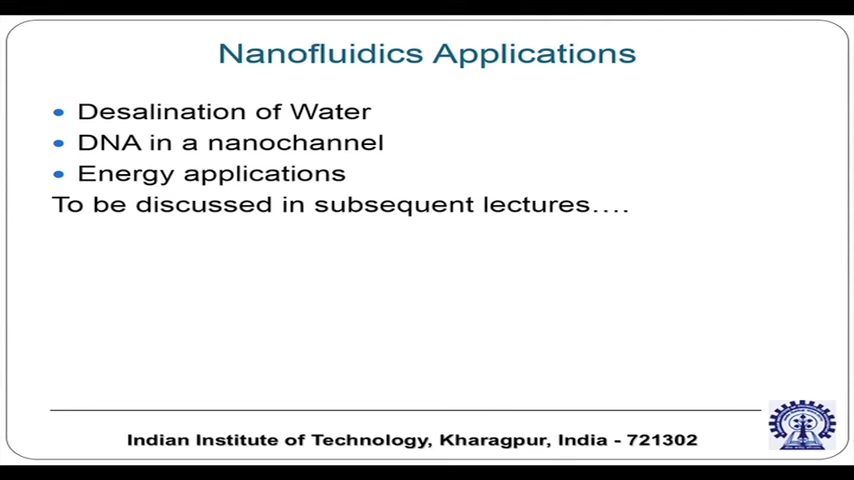 Nanofluidics Applications
• Desalination of Water
• DNA in a nanochannel
• Energy applications
To be discussed in subsequent lectures….
Indian Institute of Technology, Kharagpur, India - 721302